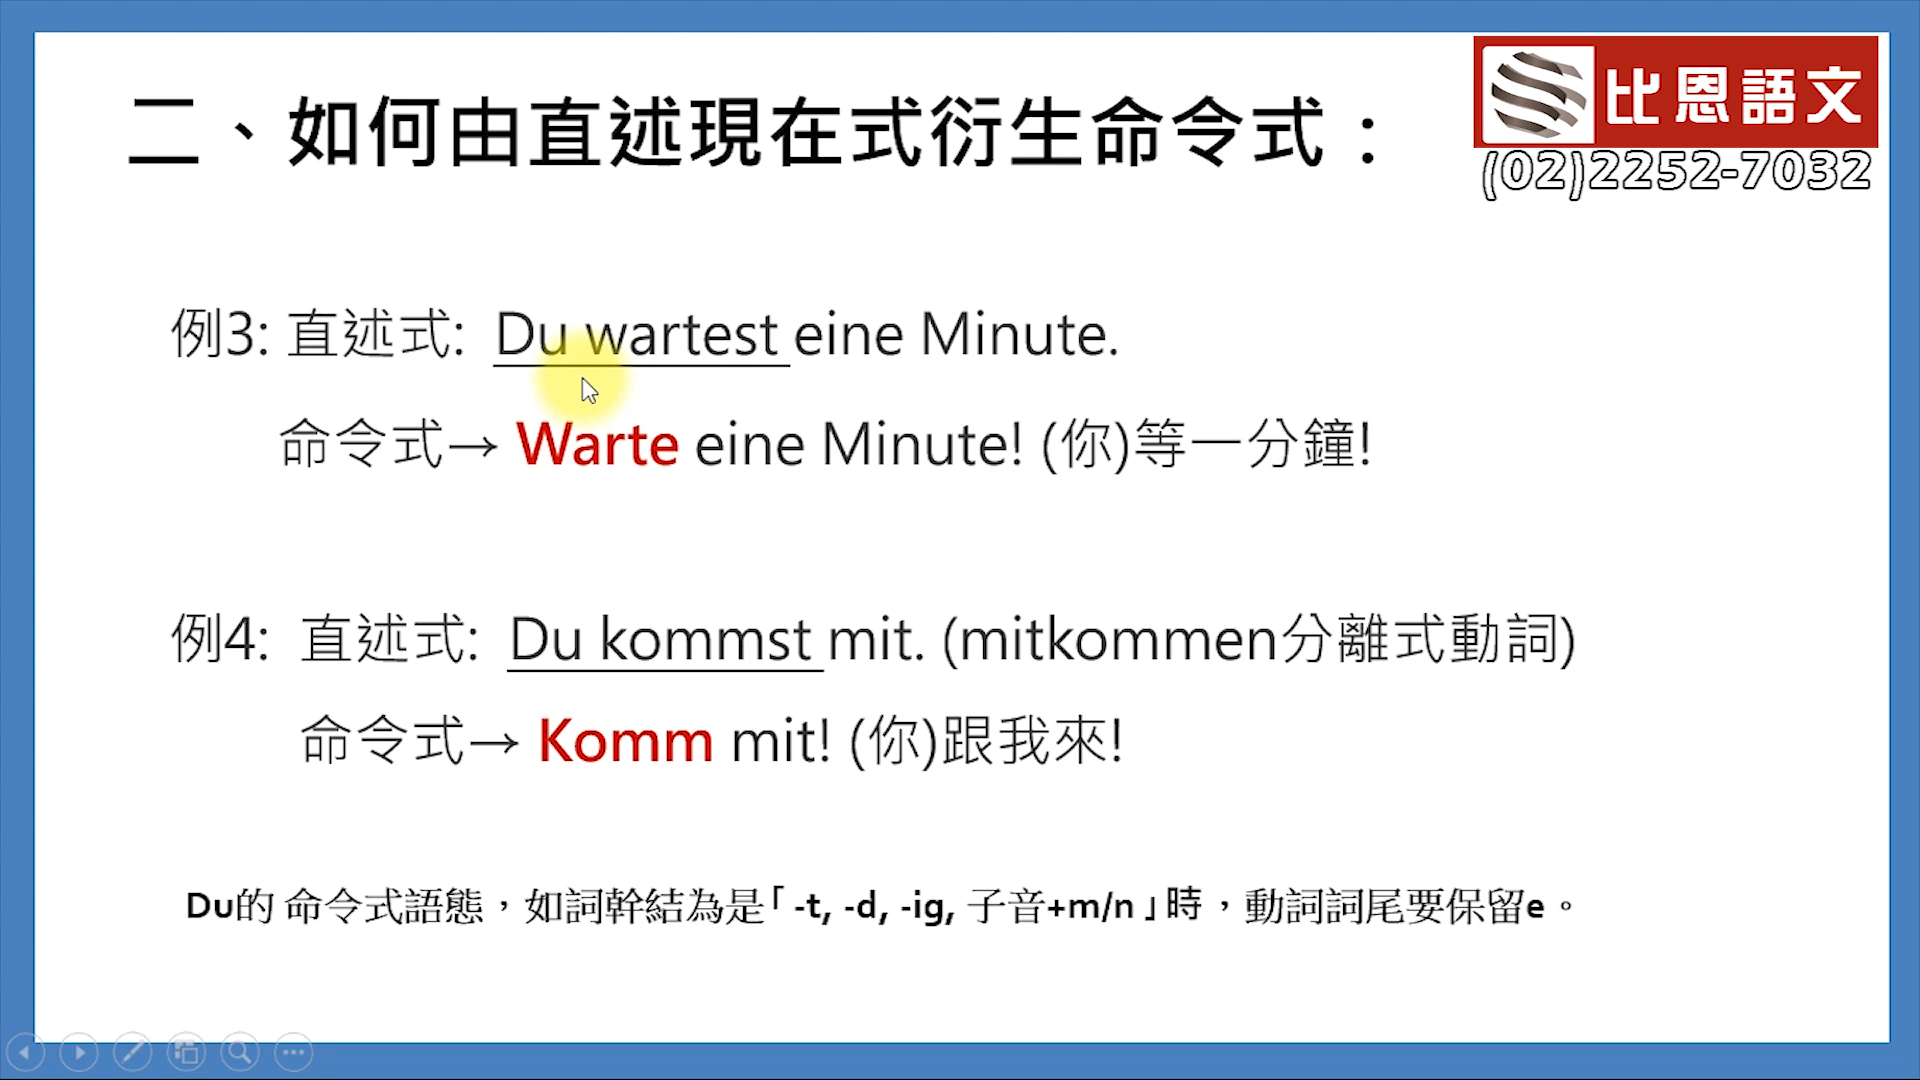 二、如何由直述現在式衍生命令式：
比恩語文
(02)2252-7032
例3: 直述式: Du wartest eine Minute.
命令式→ Warte eine Minute! (你)等一分鐘!
例4: 直述式: Du kommst mit. (mitkommen分離式動詞)
命令式→ Komm mit! (你)跟我來!
Du的 命令式語態，如詞幹結為是「 -t, -d, -ig, 子音+m/n 」時，動詞詞尾要保留e。